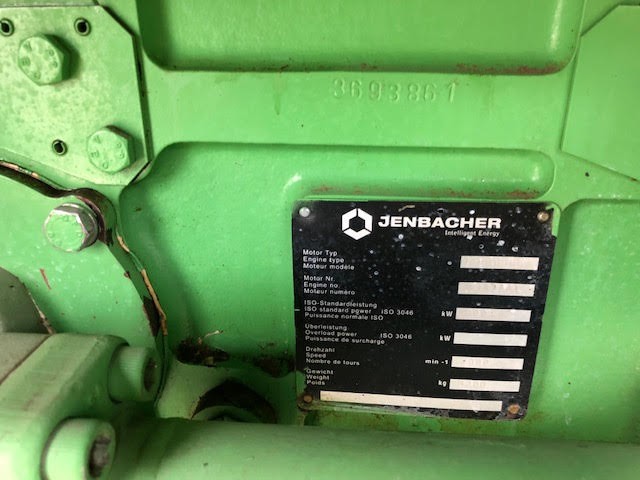 3693861
JENBACHER
Intelligent Energy
Motor Typ
Engine type
Moteur modèle
Motor Nr.
Engine no.
Moteur numéro
ISO-Standardleistung
ISO standard power ISO 3046 kW
Puissance normale ISO
Überleistung
Overload power ISO 3046 kW
Puissance de surcharge
Drehzahl
Speed min -1
Nombre de tours
Gewicht
Weight kg
Poids